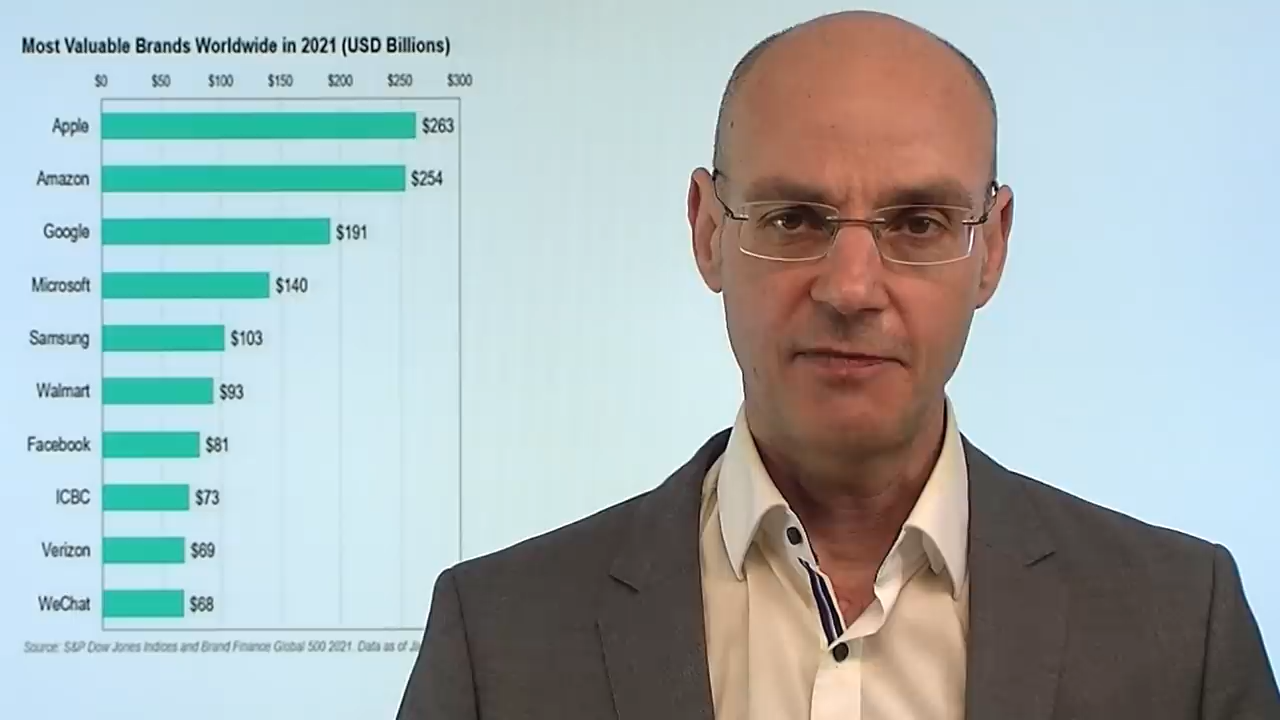 Most Valuable Brands Worldwide in 2021 (USD Billions)
$0 $50 $100 $150 $200 $250 $300
Apple $263
Amazon $254
Google $191
Microsoft $140
Samsung $103
Walmart $93
Facebook $81
ICBC $73
Verizon $69
WeChat $68
Source: S&P Dow Jones Indices and Brand Finance Global 500 2021. Data as of